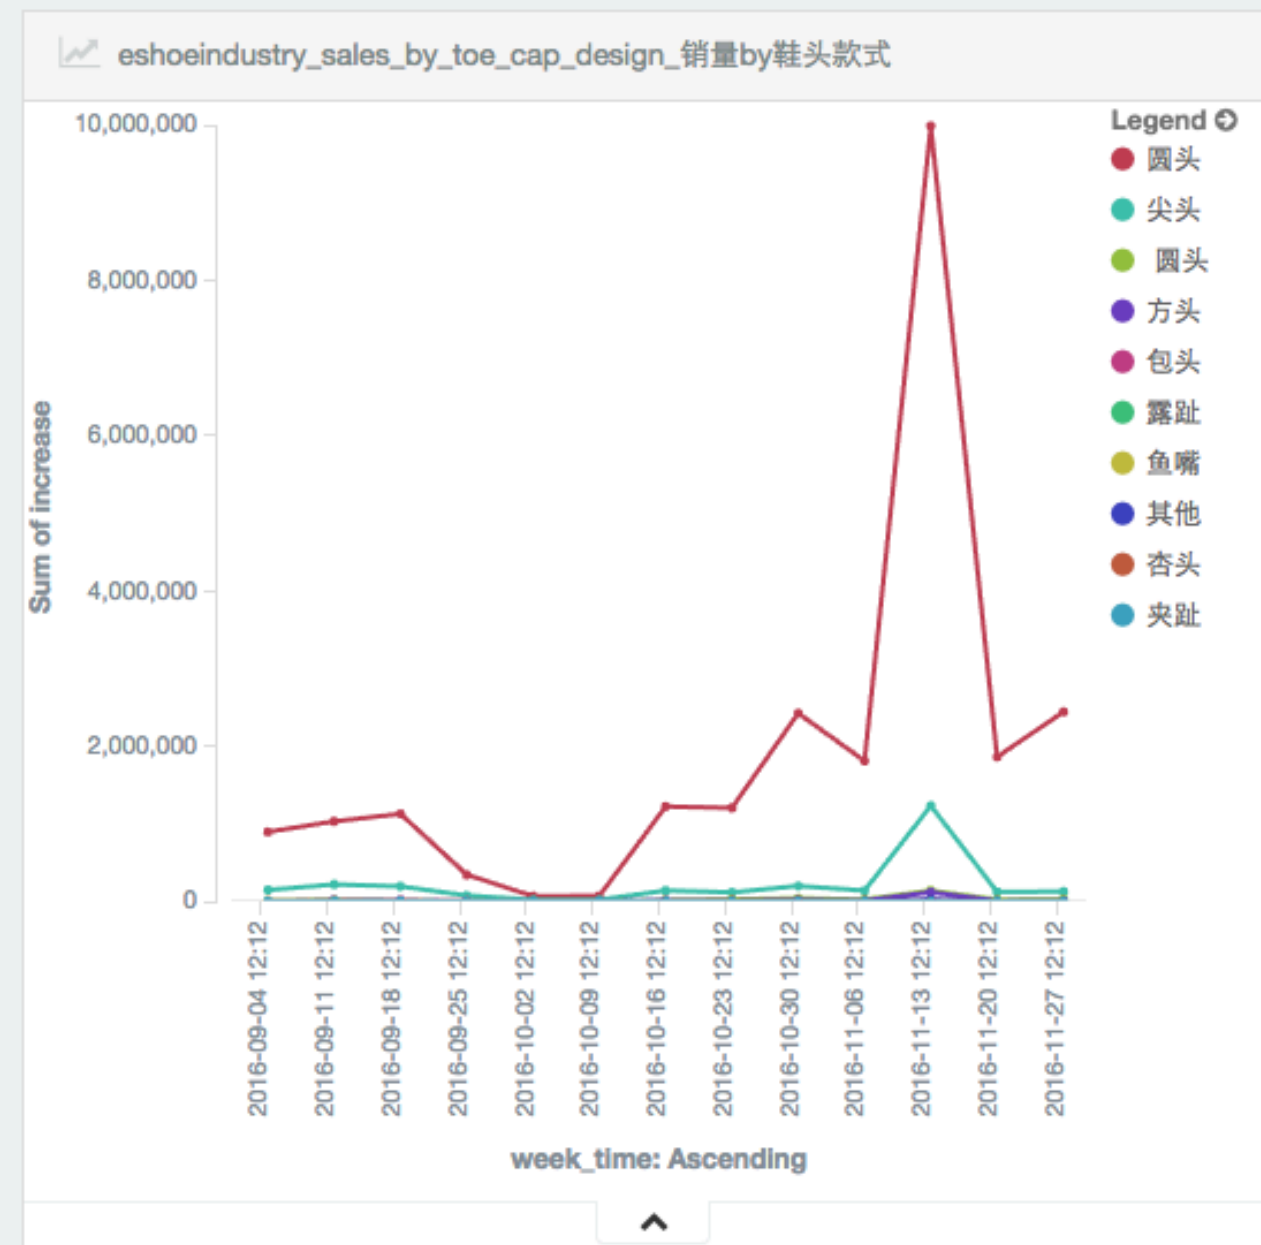 eshoeindustry_sales_by_toe_cap_design_销量by鞋头款式
10,000,000
8,000,000
6,000,000
4,000,000
2,000,000
0
Sum of increase
2016-09-04 12:12
2016-09-11 12:12
2016-09-18 12:12
2016-09-25 12:12
2016-10-02 12:12
2016-10-09 12:12
2016-10-16 12:12
2016-10-23 12:12
2016-10-30 12:12
2016-11-06 12:12
2016-11-13 12:12
2016-11-20 12:12
2016-11-27 12:12
week_time: Ascending
Legend
圆头
尖头
圆头
方头
包头
露趾
鱼嘴
其他
杏头
夹趾